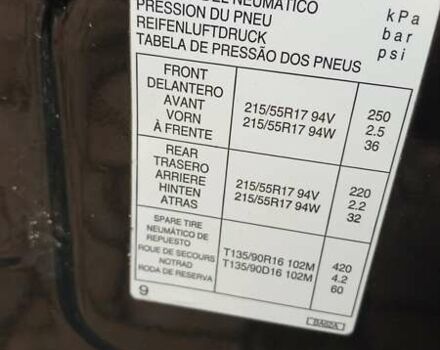 NEUMÁTICO
PRESSION DU PNEU
REIFENLUFTDRUCK
TABELA DE PRESSÃO DOS PNEUS
kPa
bar
psi
FRONT
DELANTERO
AVANT
VORN
À FRENTE
215/55R17 94V
215/55R17 94W
250
2.5
36
REAR
TRASERO
ARRIERE
HINTEN
ATRAS
215/55R17 94V
215/55R17 94W
220
2.2
32
SPARE TIRE
NEUMÁTICO DE
REPUESTO
ROUE DE SECOURS
NOTRAD
RODA DE RESERVA
T135/90R16 102M
T135/90D16 102M
420
4.2
60
9